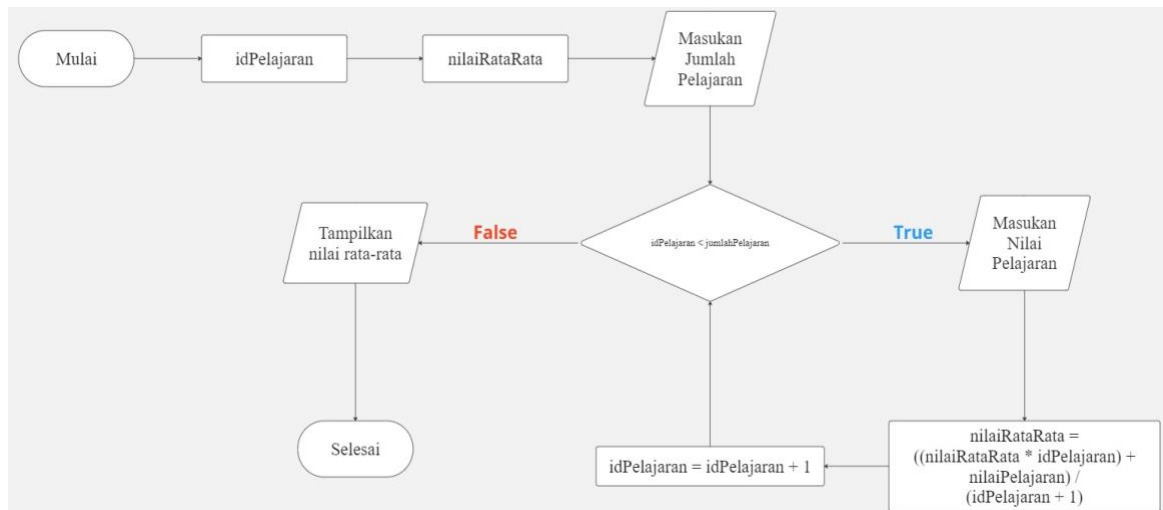 Mulai
idPelajaran
nilaiRataRata
Masukan
Jumlah
Pelajaran
idPelajaran < jumlahPelajaran
False
True
Tampilkan
nilai rata-rata
Masukan
Nilai
Pelajaran
Selesai
idPelajaran = idPelajaran + 1
nilaiRataRata =
((nilaiRataRata * idPelajaran) +
nilaiPelajaran) /
(idPelajaran + 1)